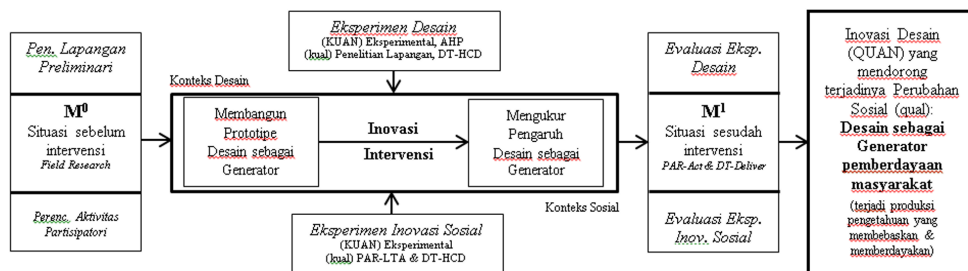 Pen. Lapangan
Preliminari
M⁰
Situasi sebelum
intervensi
Field Research
Perenc. Aktivitas
Partisipatori
Eksperimen Desain
(KUAN) Eksperimental, AHP
(kual) Penelitian Lapangan, DT-HCD
Konteks Desain
Membangun
Prototipe
Desain sebagai
Generator
Inovasi
Intervensi
Mengukur
Pengaruh
Desain sebagai
Generator
Konteks Sosial
Eksperimen Inovasi Sosial
(KUAN) Eksperimental
(kual) PAR-LTA & DT-HCD
Evaluasi Eksp.
Desain
M¹
Situasi sesudah
intervensi
PAR-Act & DT-Deliver
Evaluasi Eksp.
Inov. Sosial
Inovasi Desain
(QUAN) yang
mendorong
terjadinya Perubahan
Sosial (qual):
Desain sebagai
Generator
pemberdayaan
masyarakat
(terjadi produksi
pengetahuan yang
membebaskan &
memberdayakan)